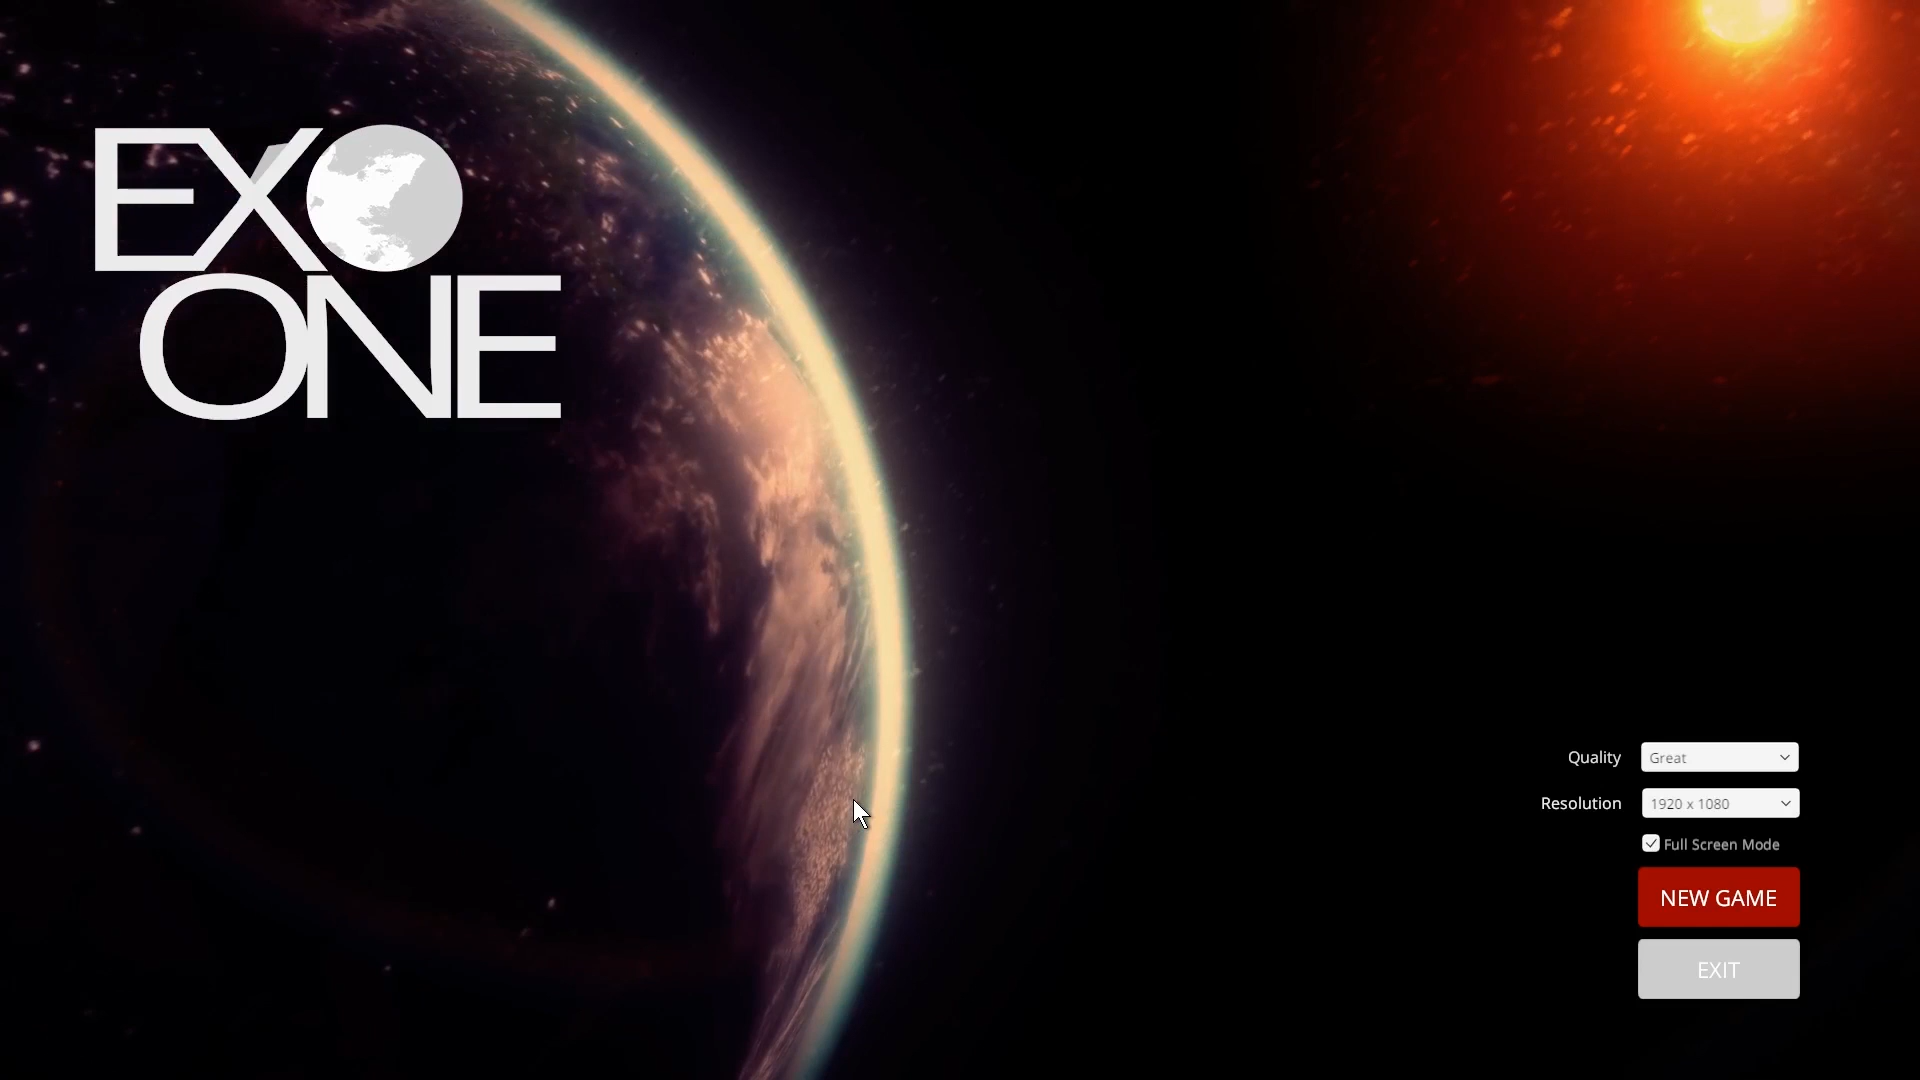 EXO
ONE
Quality Great
Resolution 1920 x 1080
Full Screen Mode
NEW GAME
EXIT